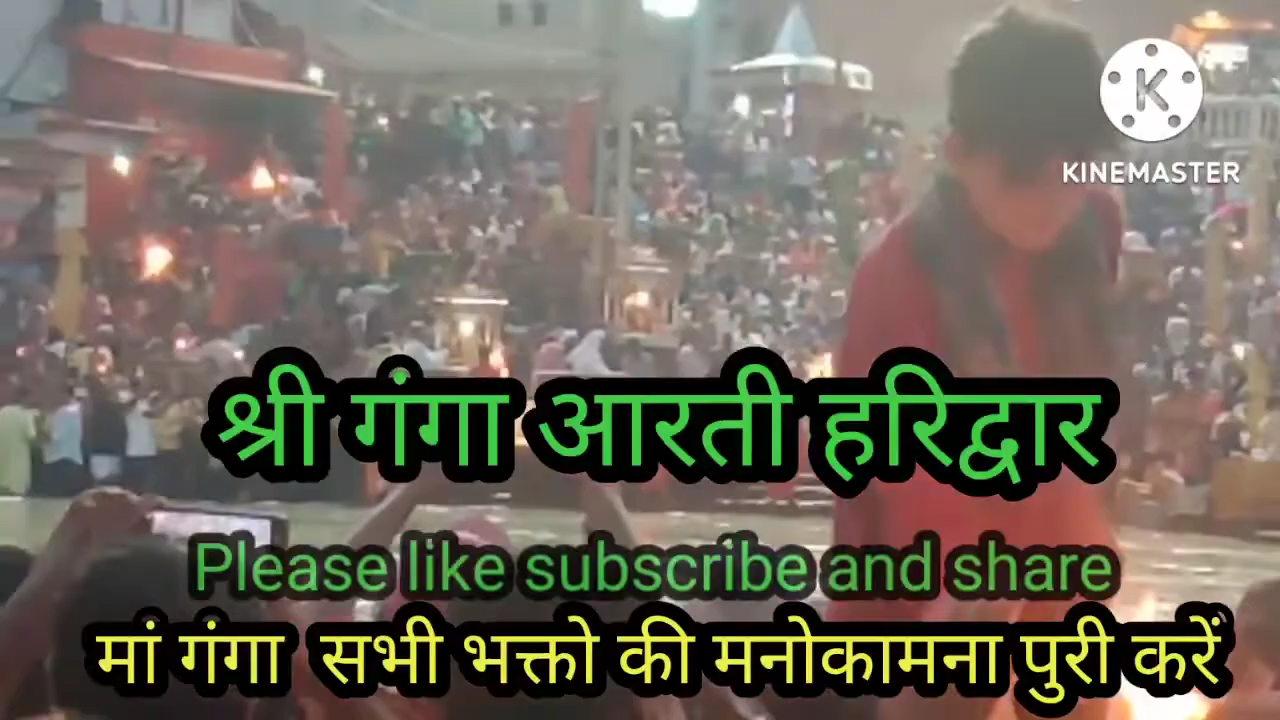 KINEMASTER
श्री गंगा आरती हरिद्वार
Please like subscribe and share
मां गंगा सभी भक्तो की मनोकामना पुरी करें